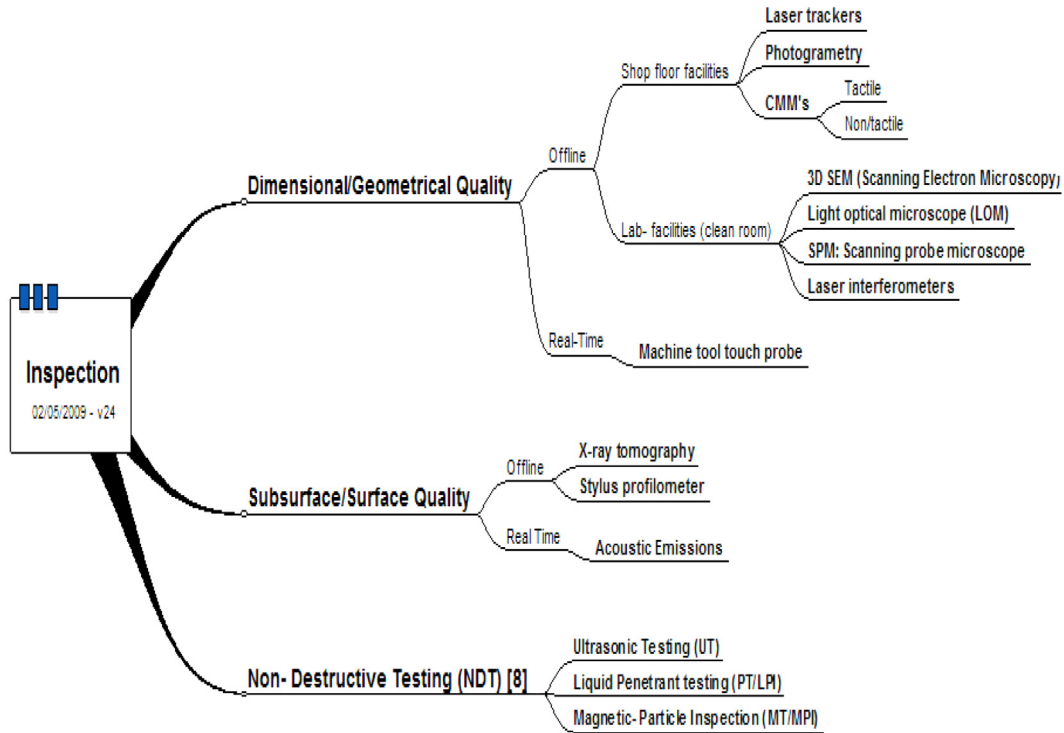 Laser trackers
Photogrametry
Shop floor facilities
CMM's
Tactile
Non/tactile
Offline
Dimensional/Geometrical Quality
3D SEM (Scanning Electron Microscopy)
Light optical microscope (LOM)
Lab- facilities (clean room)
SPM: Scanning probe microscope
Laser interferometers
Real-Time
Machine tool touch probe
Inspection
02/05/2009 - v24
X-ray tomography
Offline
Stylus profilometer
Subsurface/Surface Quality
Real Time
Acoustic Emissions
Ultrasonic Testing (UT)
Non- Destructive Testing (NDT) [8]
Liquid Penetrant testing (PT/LPI)
Magnetic- Particle Inspection (MT/MPI)